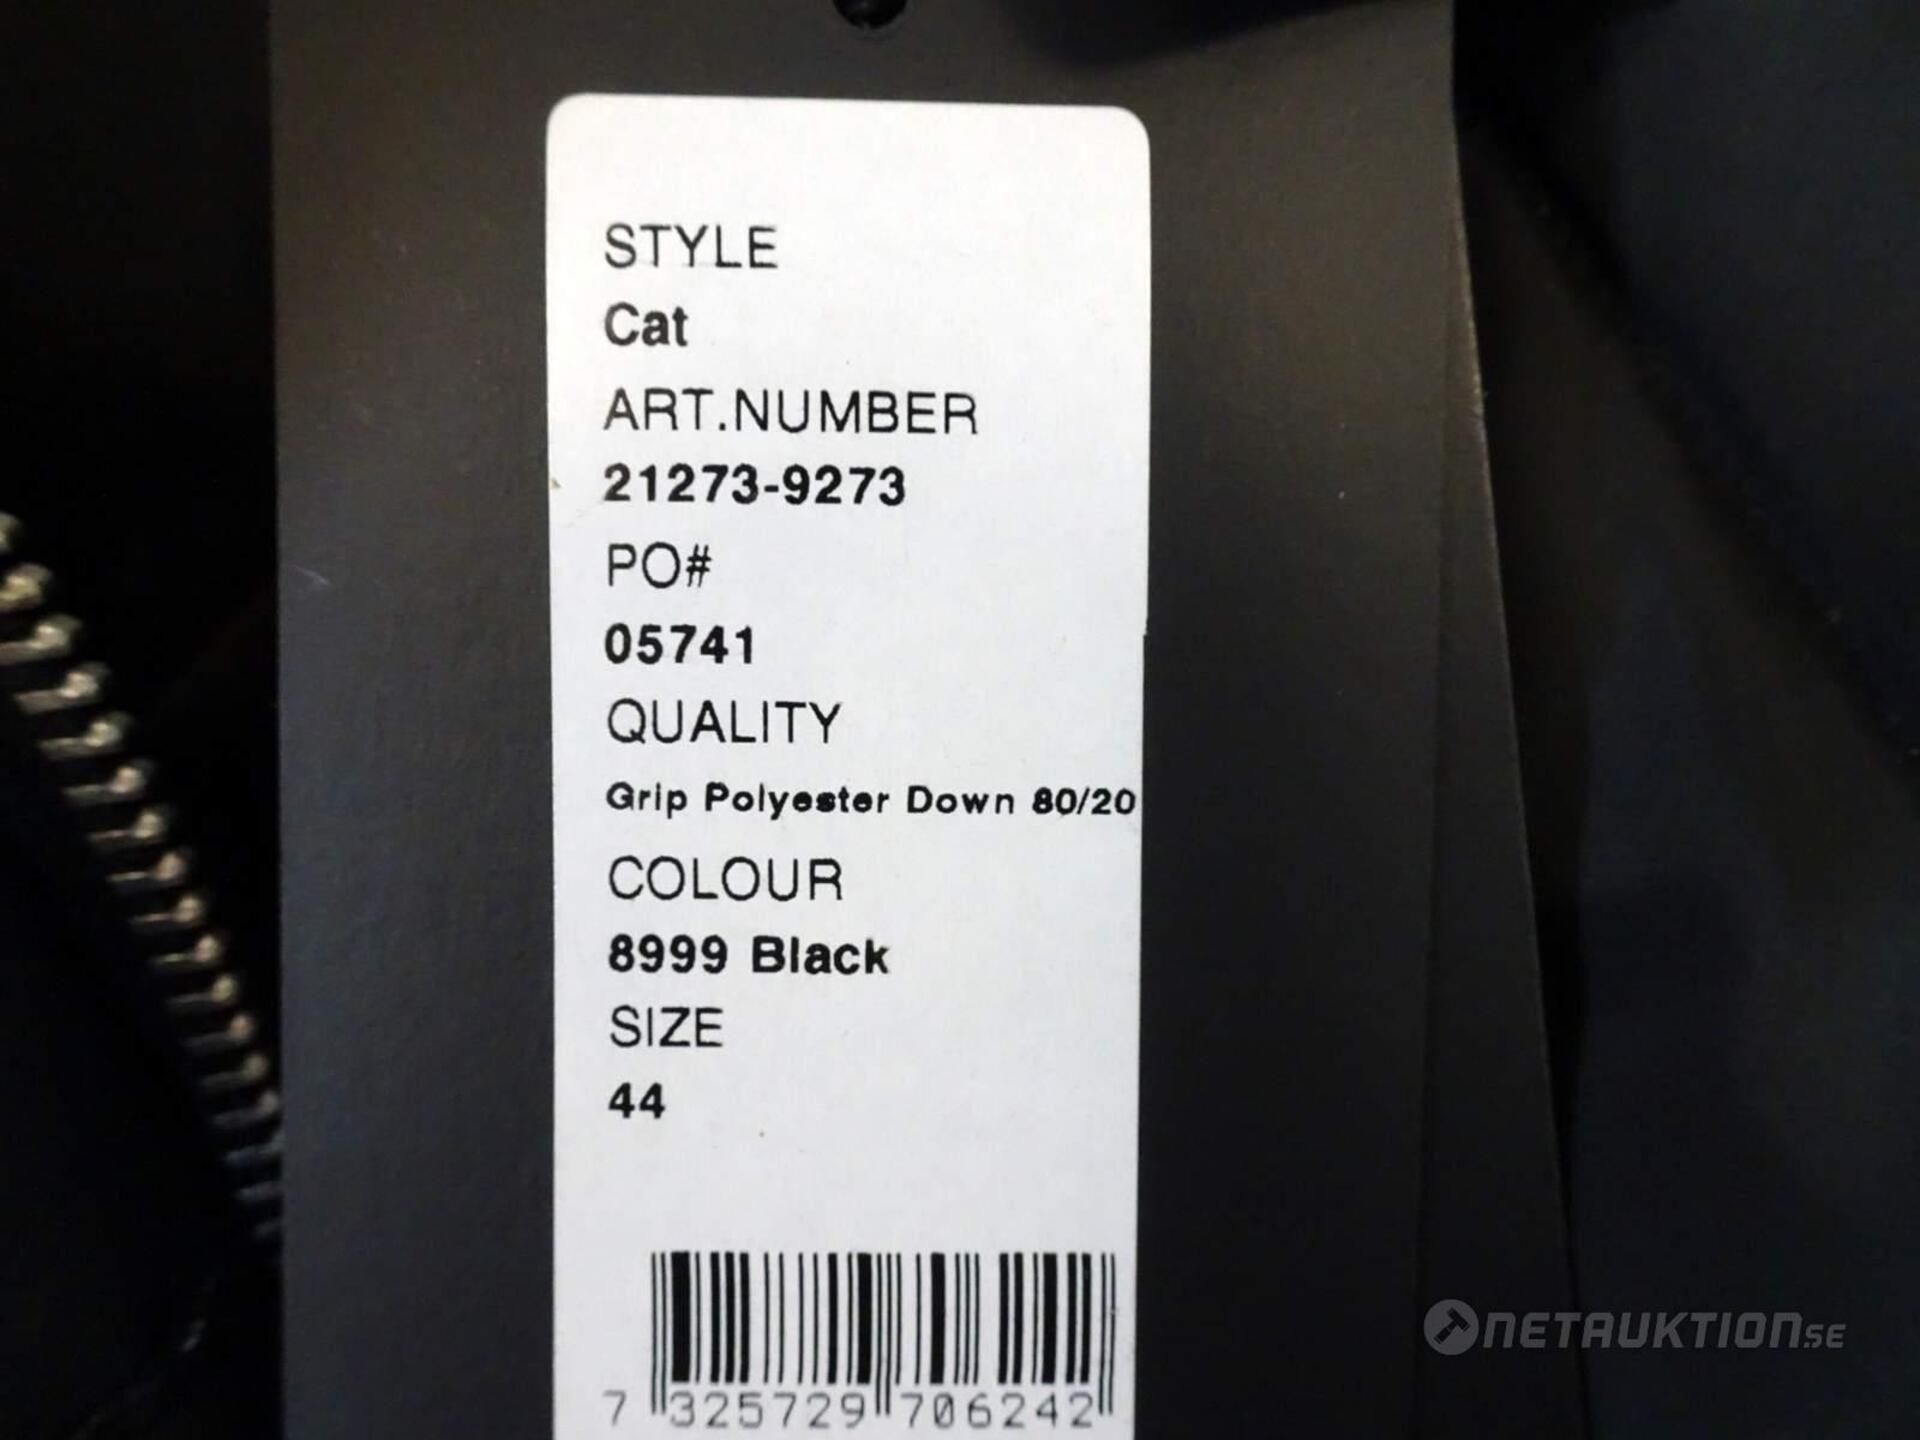 STYLE
Cat
ART.NUMBER
21273-9273
PO#
05741
QUALITY
Grip Polyester Down 80/20
COLOUR
8999 Black
SIZE
44
7 325729 706242
NETAUKTION.SE